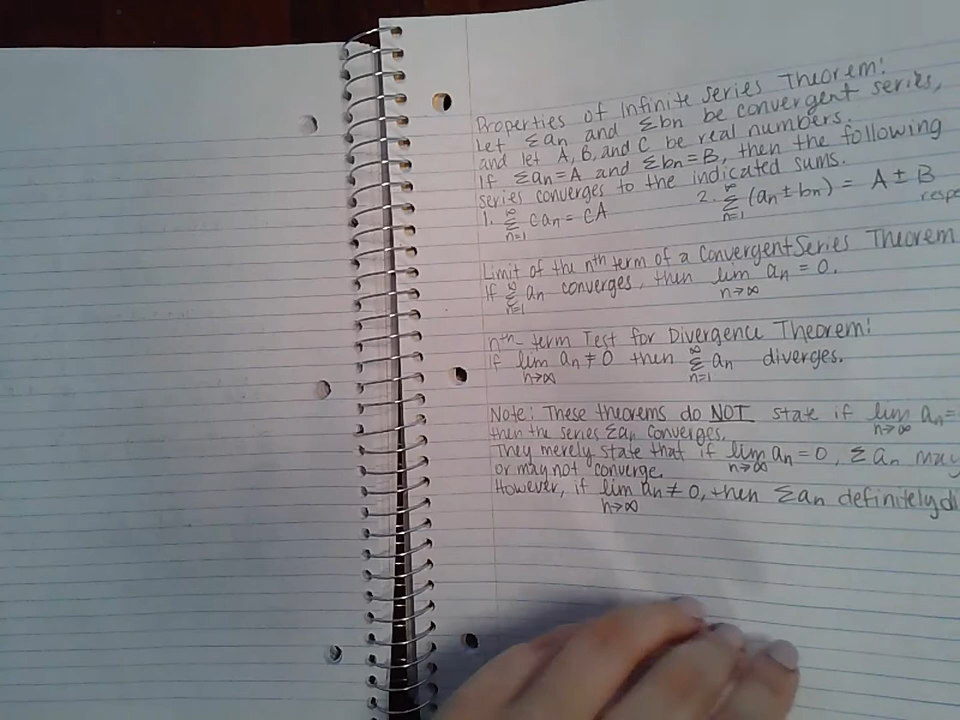 Properties of Infinite Series Theorem!
Let Σan and Σbn be convergent series,
and let A, B, and C be real numbers.
If Σan = A and Σbn = B, then the following
series converges to the indicated sums.
1. ∞Σn=1 can = cA 2. ∞Σn=1 (an ± bn) = A ± B
Limit of the nth term of a Convergent Series Theorem
If ∞Σn=1 an converges, then lim n→∞ an = 0.
nth-term Test for Divergence Theorem!
If lim n→∞ an ≠ 0 then ∞Σn=1 an diverges.
Note: These theorems do NOT state if lim n→∞ an =
then the series Σan converges.
They merely state that if lim n→∞ an = 0, Σan may
or may not converge.
However, if lim n→∞ an ≠ 0, then Σan definitely di